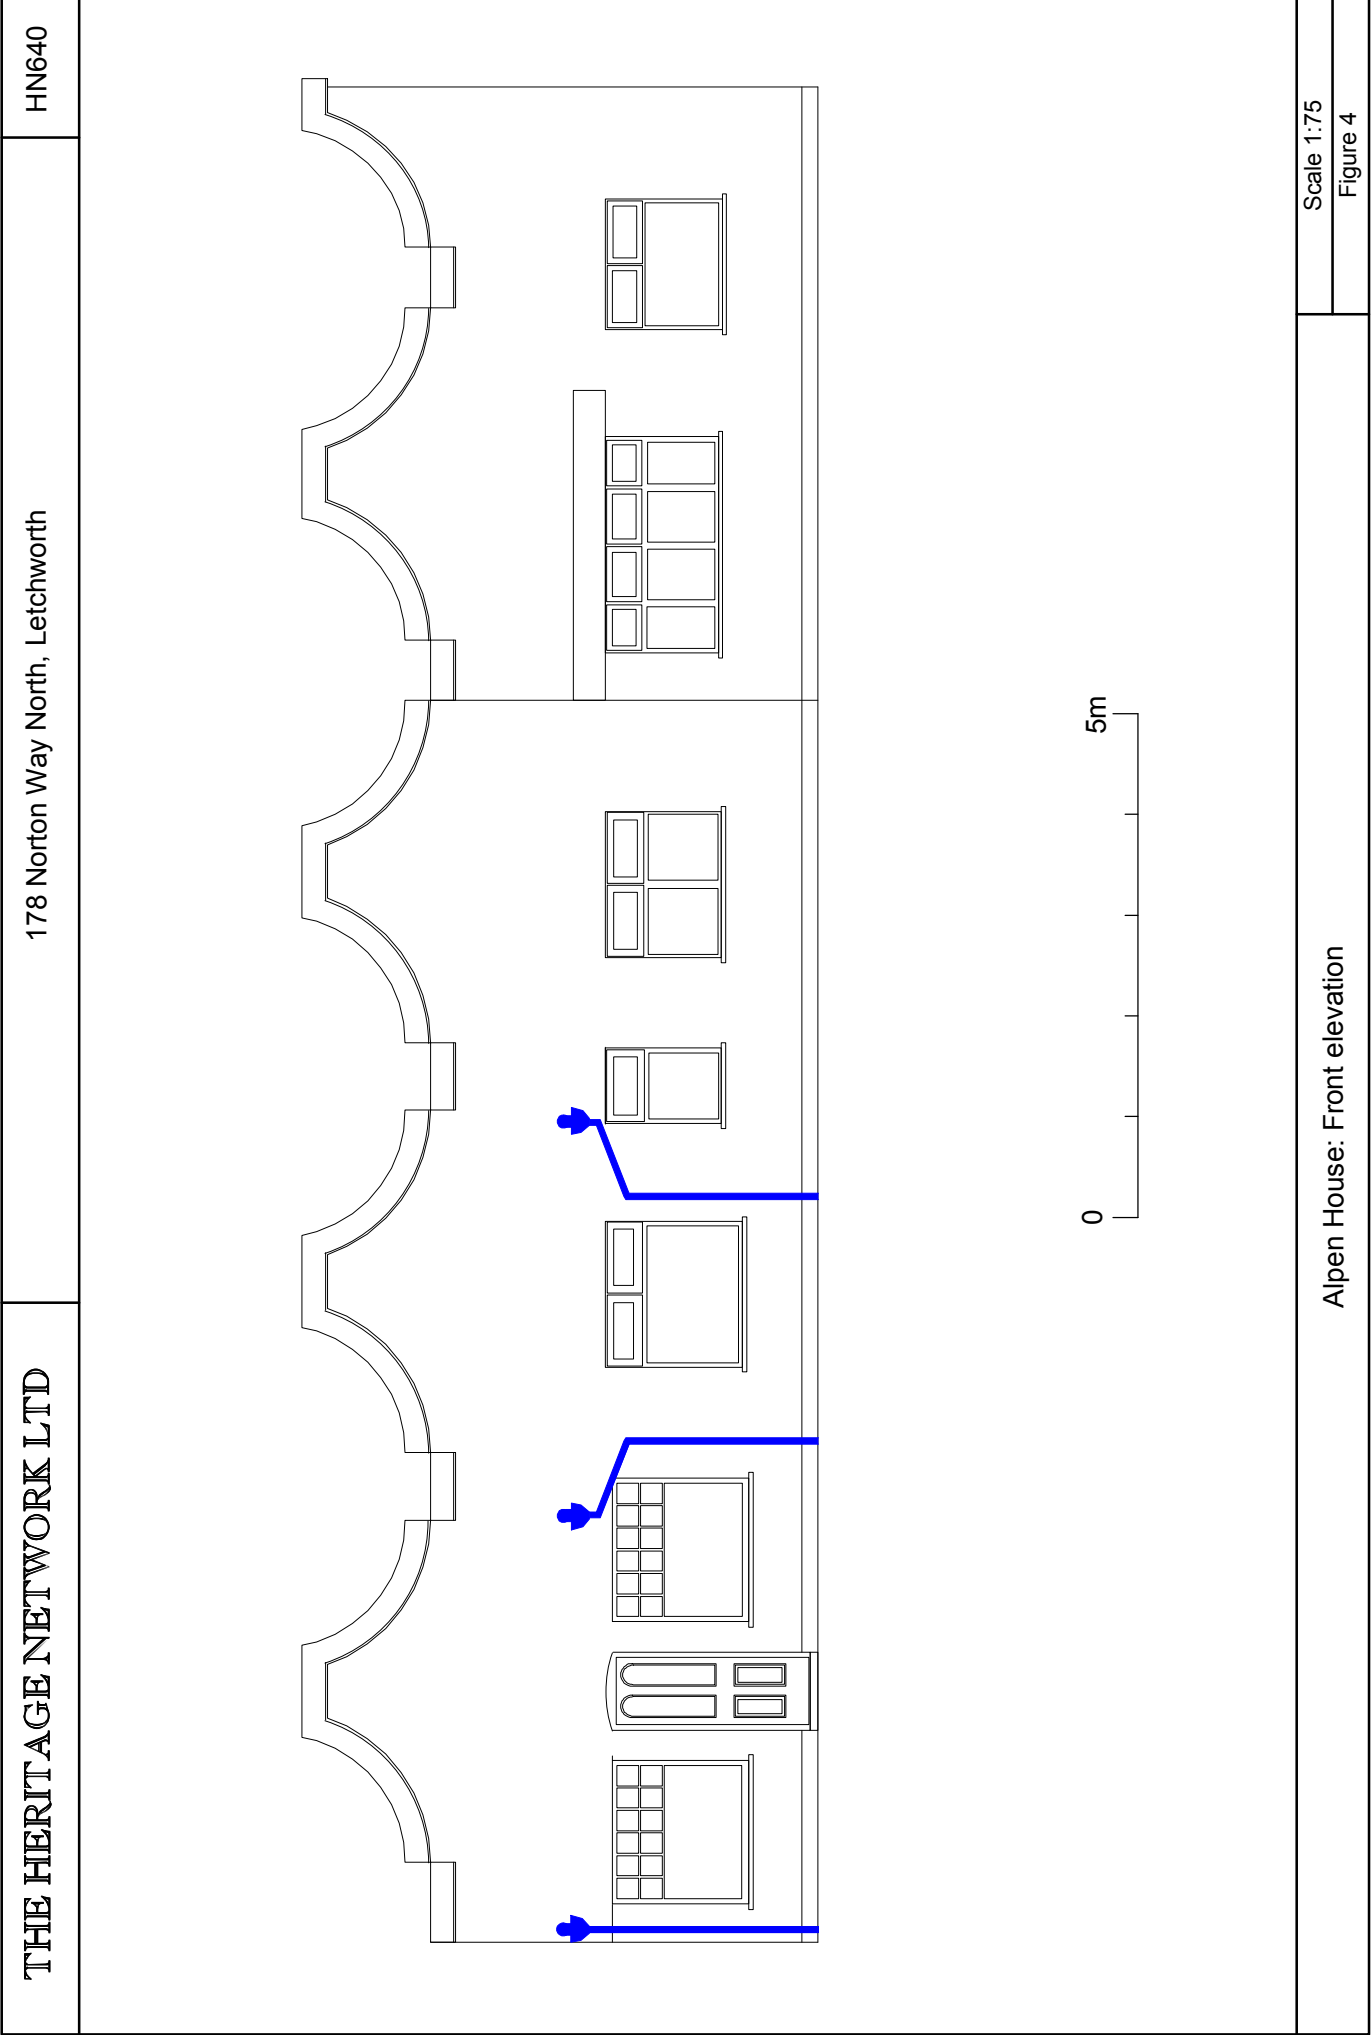 THE HERITAGE NETWORK LTD
178 Norton Way North, Letchworth
HN640
0
5m
Alpen House: Front elevation
Scale 1:75
Figure 4